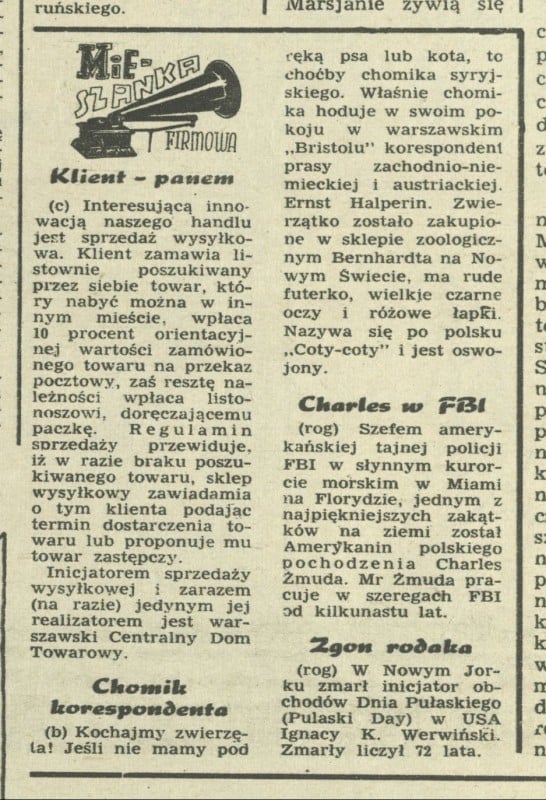 ruńskiego.
Marsjanie żywią się
MIE-
SZANKA
FIRMOWA
Klient - panem
(c) Interesującą inno-
wacją naszego handlu
jest sprzedaż wysyłko-
wa. Klient zamawia li-
stownie poszukiwany
przez siebie towar, któ-
ry nabyć można w in-
nym mieście, wpłaca
10 procent orientacyj-
nej wartości zamówio-
nego towaru na przekaz
pocztowy, zaś resztę na-
leżności wpłaca listo-
noszowi, doręczającemu
paczkę. Regulamin
sprzedaży przewiduje,
iż w razie braku poszu-
kiwanego towaru, sklep
wysyłkowy zawiadamia
o tym klienta podając
termin dostarczenia to-
waru lub proponuje mu
towar zastępczy.
Inicjatorem sprzedaży
wysyłkowej i zarazem
(na razie) jedynym jej
realizatorem jest war-
szawski Centralny Dom
Towarowy.
Chomik
korespondenta
(b) Kochajmy zwierzę-
ta! Jeśli nie mamy pod
ręką psa lub kota, to
choćby chomika syryj-
skiego. Właśnie chomi-
ka hoduje w swoim po-
koju w warszawskim
„Bristolu” korespondent
prasy zachodnio-nie-
mieckiej i austriackiej.
Ernst Halperin. Zwie-
rzątko zostało zakupio-
ne w sklepie zoologicz-
nym Bernhardta na No-
wym Świecie, ma rude
futerko, wielkie czarne
oczy i różowe łapki.
Nazywa się po polsku
„Coty-coty” i jest oswo-
jony.
Charles w FBI
(rog) Szefem amery-
kańskiej tajnej policji
FBI w słynnym kuror-
cie morskim w Miami
na Florydzie, jednym z
najpiękniejszych zakąt-
ków na ziemi został
Amerykanin polskiego
pochodzenia Charles
Żmuda. Mr Żmuda pra-
cuje w szeregach FBI
od kilkunastu lat.
Zgon rodaka
(rog) W Nowym Jor-
ku zmarł inicjator ob-
chodów Dnia Pułaskiego
(Pulaski Day) w USA
Ignacy K. Werwiński.
Zmarły liczył 72 lata.